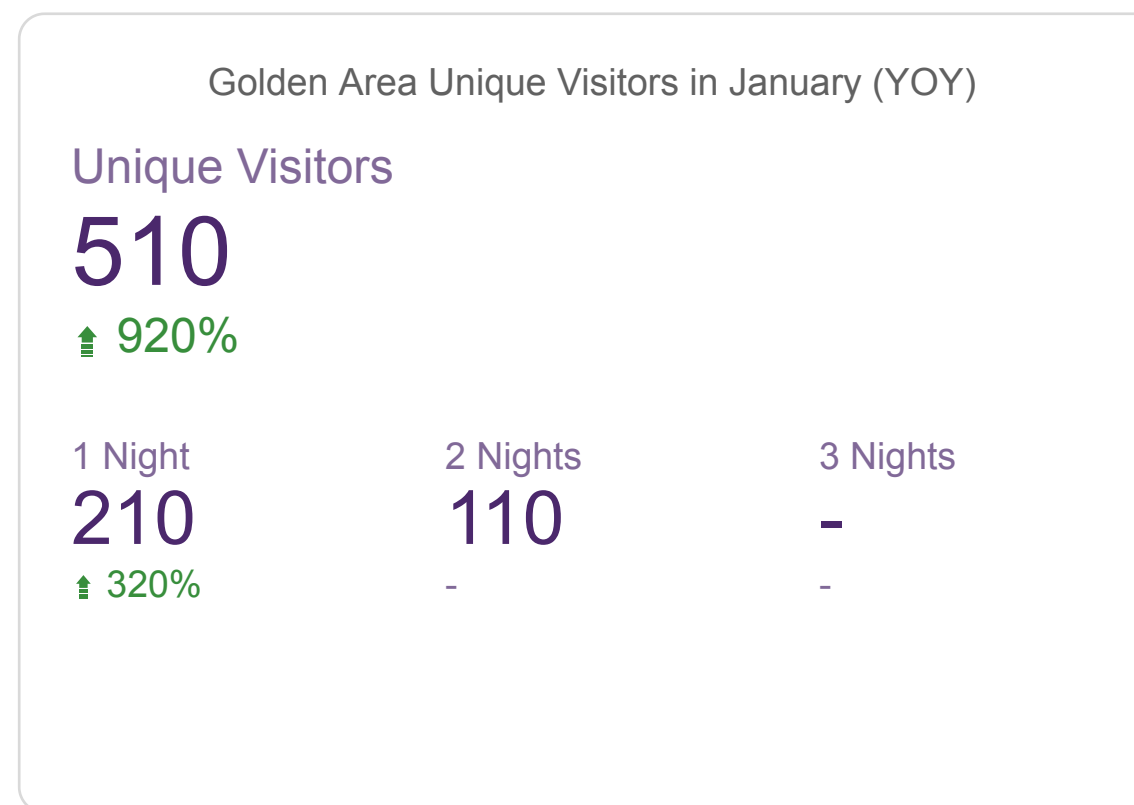 Golden Area Unique Visitors in January (YOY)
Unique Visitors
510
920%
1 Night 2 Nights 3 Nights
210 110 -
320% - -